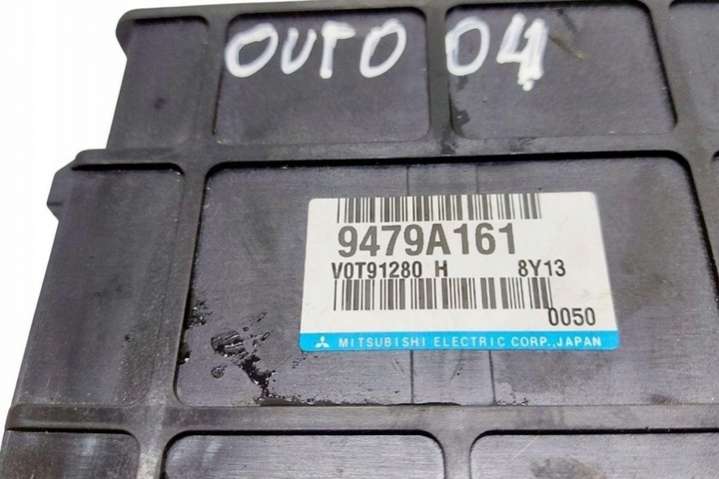 OUTO 04
9479A161
V0T91280 H 8Y13
0050
MITSUBISHI ELECTRIC CORP., JAPAN